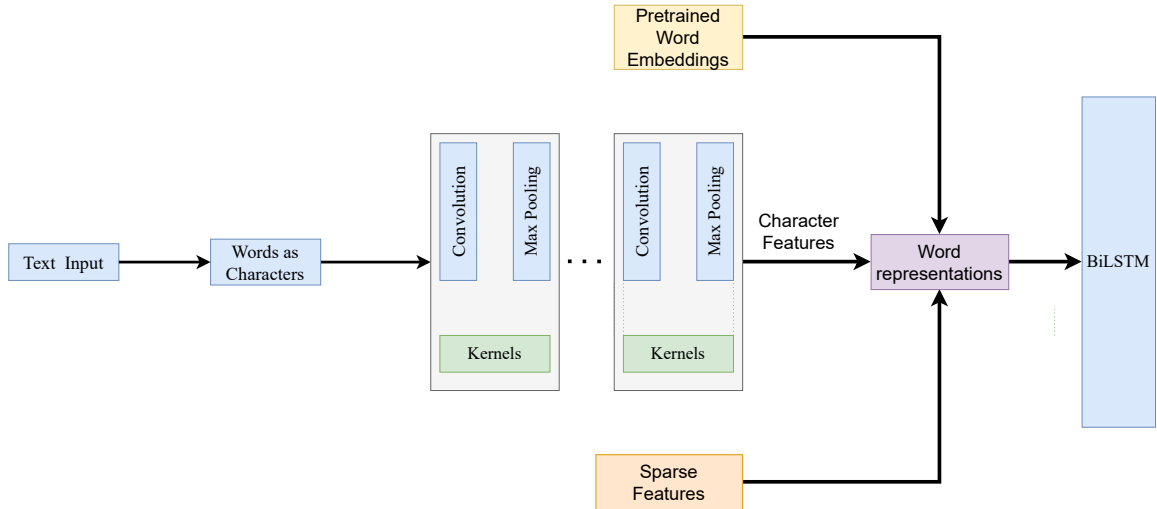 Pretrained
Word
Embeddings
Text Input
Words as
Characters
Convolution
Max Pooling
Kernels
. . .
Convolution
Max Pooling
Kernels
Character
Features
Word
representations
BiLSTM
Sparse
Features